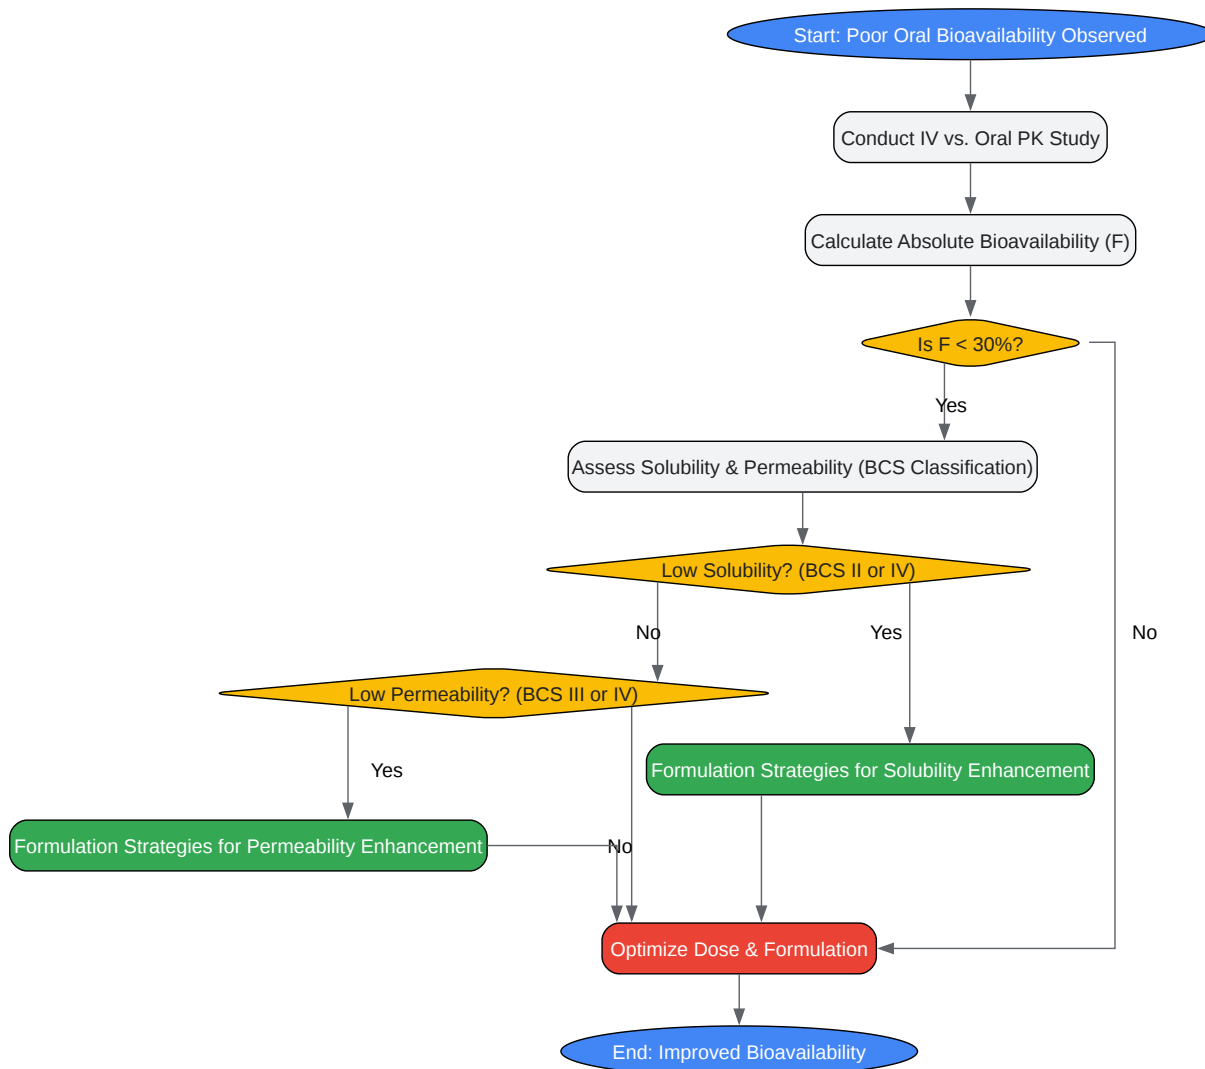 Start: Poor Oral Bioavailability Observed
Conduct IV vs. Oral PK Study
Calculate Absolute Bioavailability (F)
Is F < 30%?
Yes
Assess Solubility & Permeability (BCS Classification)
Low Solubility? (BCS II or IV)
No
Yes
No
Low Permeability? (BCS III or IV)
Yes
Formulation Strategies for Solubility Enhancement
Formulation Strategies for Permeability Enhancement
No
Optimize Dose & Formulation
End: Improved Bioavailability